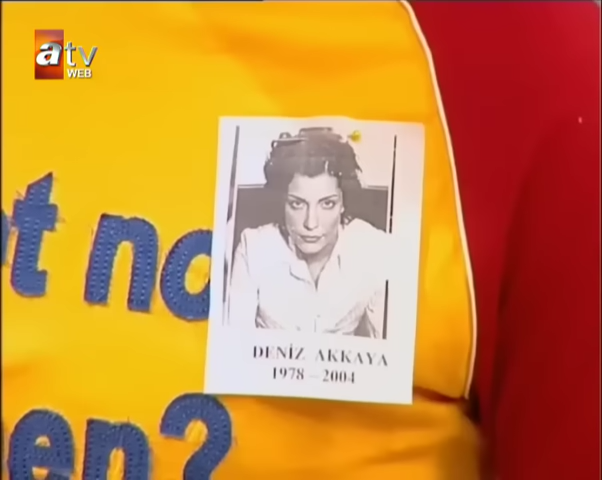 atv
WEB
t no
DENİZ AKKAYA
1978 – 2004
en?